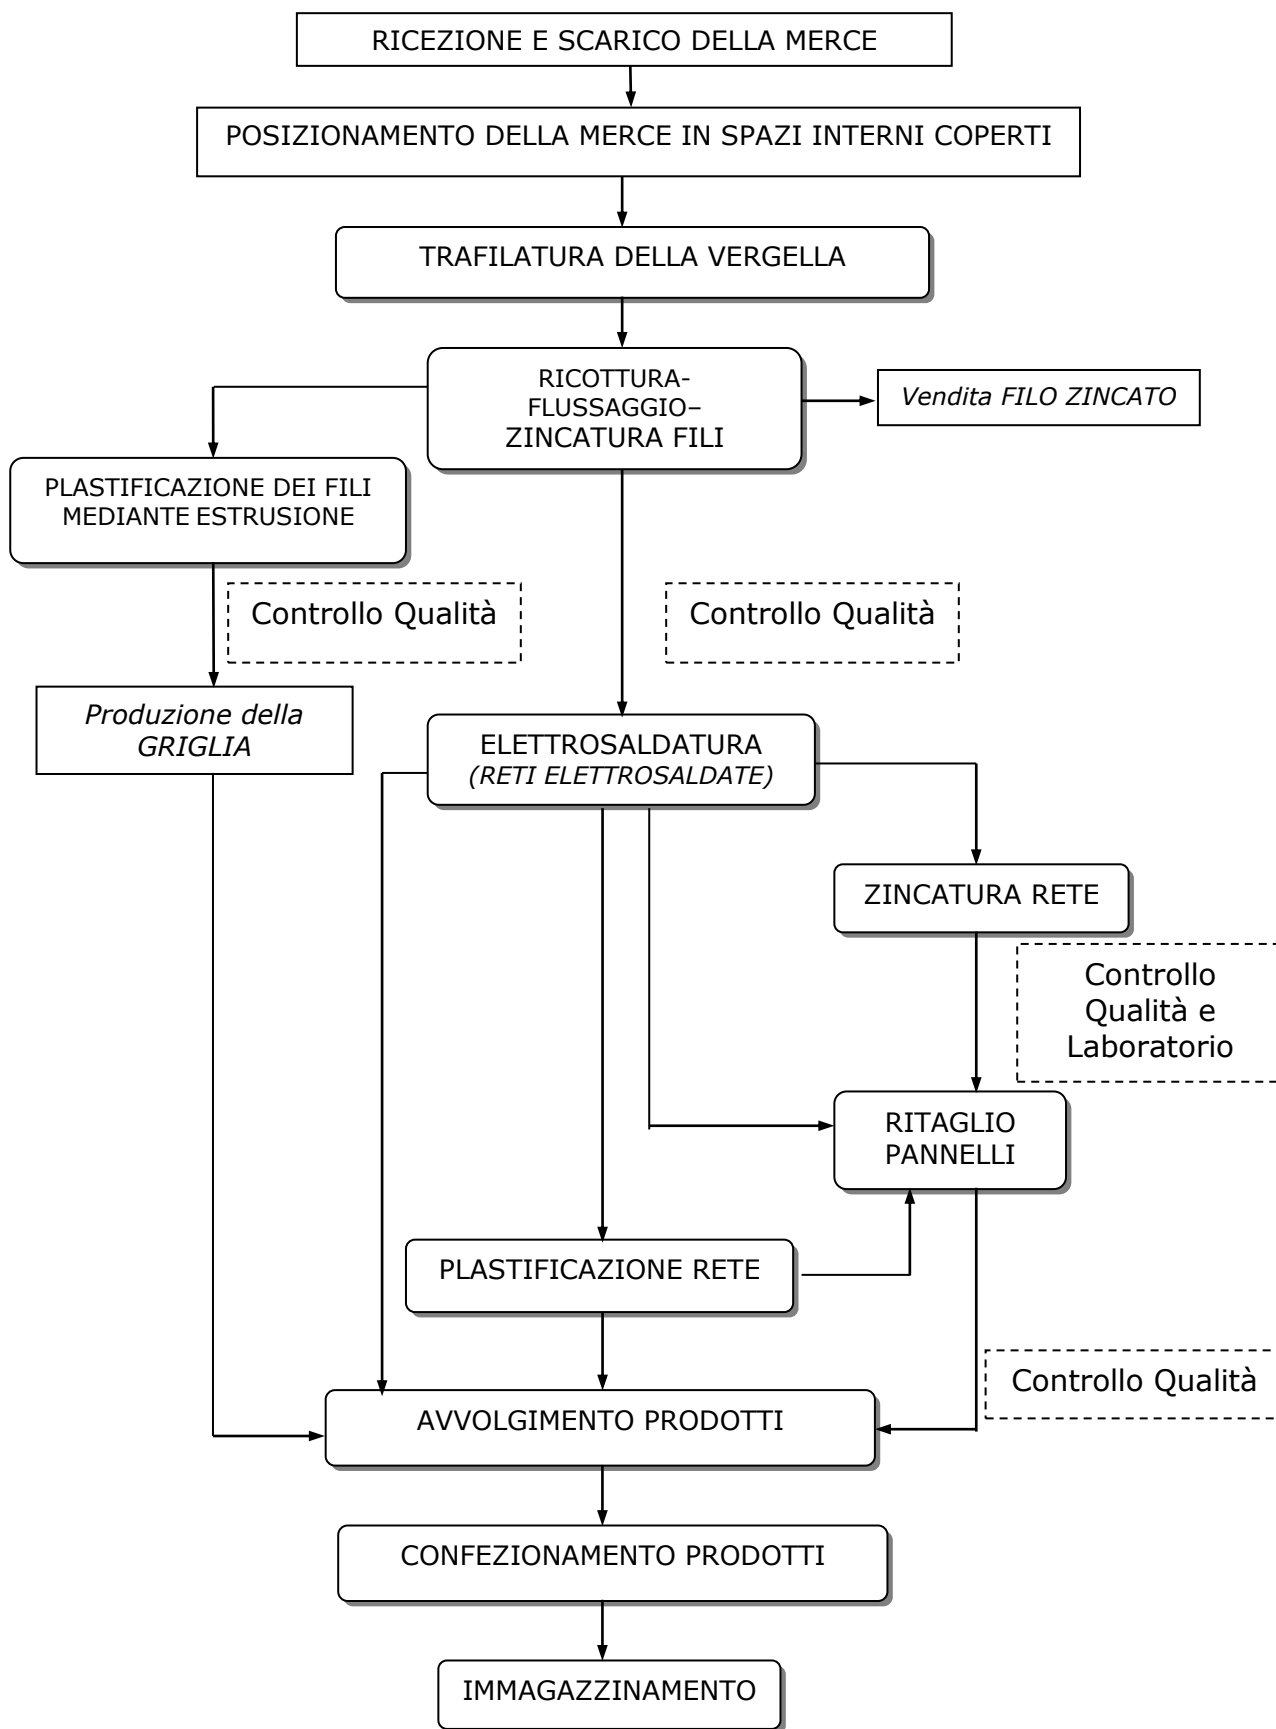 RICEZIONE E SCARICO DELLA MERCE
POSIZIONAMENTO DELLA MERCE IN SPAZI INTERNI COPERTI
TRAFILATURA DELLA VERGELLA
RICOTTURA-
FLUSSAGGIO–
ZINCATURA FILI
Vendita FILO ZINCATO
PLASTIFICAZIONE DEI FILI
MEDIANTE ESTRUSIONE
Controllo Qualità
Controllo Qualità
Produzione della
GRIGLIA
ELETTROSALDATURA
(RETI ELETTROSALDATE)
ZINCATURA RETE
Controllo
Qualità e
Laboratorio
RITAGLIO
PANNELLI
PLASTIFICAZIONE RETE
Controllo Qualità
AVVOLGIMENTO PRODOTTI
CONFEZIONAMENTO PRODOTTI
IMMAGAZZINAMENTO